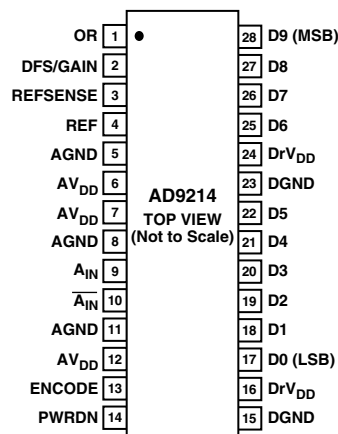 OR 1
DFS/GAIN 2
REFSENSE 3
REF 4
AGND 5
AVDD 6
AVDD 7
AGND 8
AIN 9
A̅I̅N̅ 10
AGND 11
AVDD 12
ENCODE 13
PWRDN 14
AD9214
TOP VIEW
(Not to Scale)
28 D9 (MSB)
27 D8
26 D7
25 D6
24 DrVDD
23 DGND
22 D5
21 D4
20 D3
19 D2
18 D1
17 D0 (LSB)
16 DrVDD
15 DGND